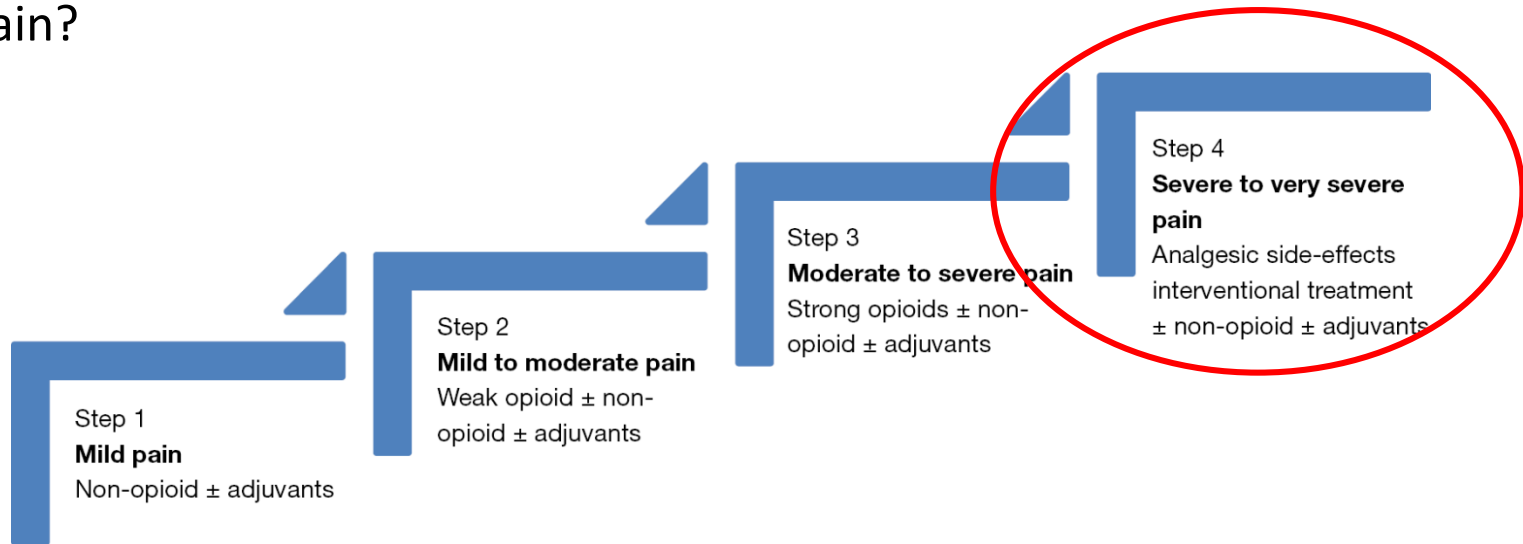 ain?
Step 1
Mild pain
Non-opioid ± adjuvants
Step 2
Mild to moderate pain
Weak opioid ± non-
opioid ± adjuvants
Step 3
Moderate to severe pain
Strong opioids ± non-
opioid ± adjuvants
Step 4
Severe to very severe
pain
Analgesic side-effects
interventional treatment
± non-opioid ± adjuvants